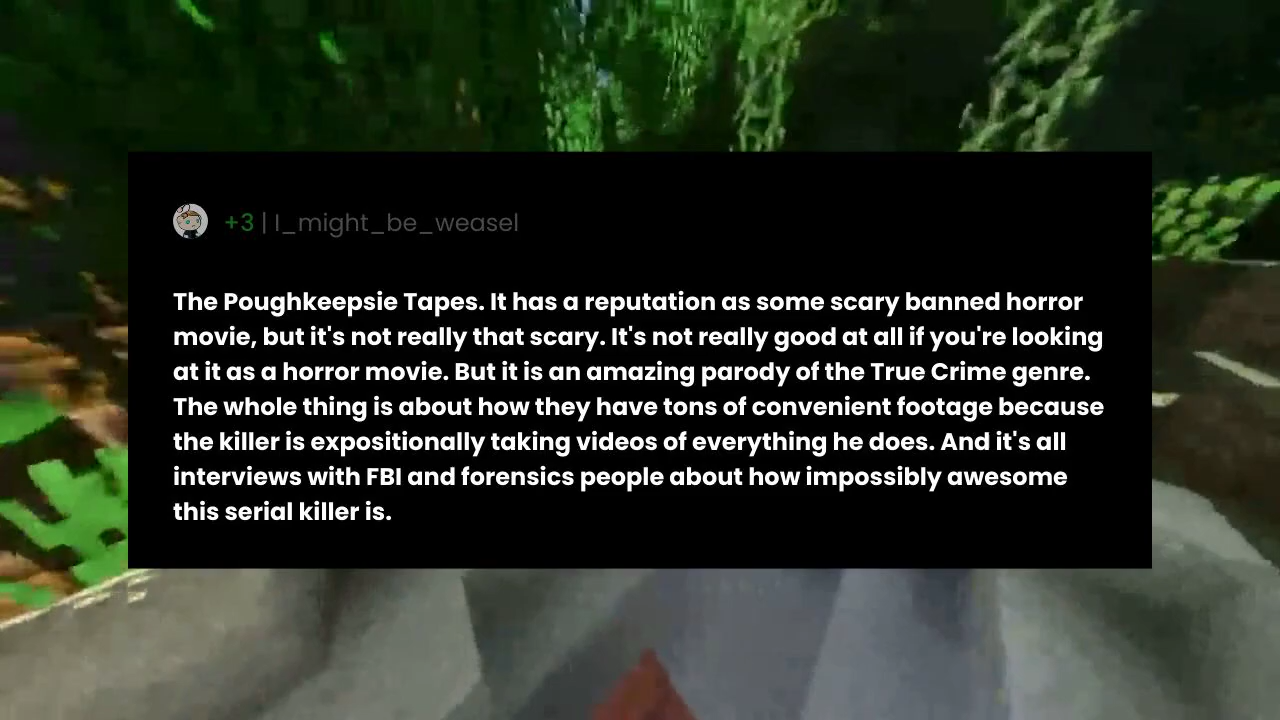 +3 | I_might_be_weasel
The Poughkeepsie Tapes. It has a reputation as some scary banned horror
movie, but it's not really that scary. It's not really good at all if you're looking
at it as a horror movie. But it is an amazing parody of the True Crime genre.
The whole thing is about how they have tons of convenient footage because
the killer is expositionally taking videos of everything he does. And it's all
interviews with FBI and forensics people about how impossibly awesome
this serial killer is.